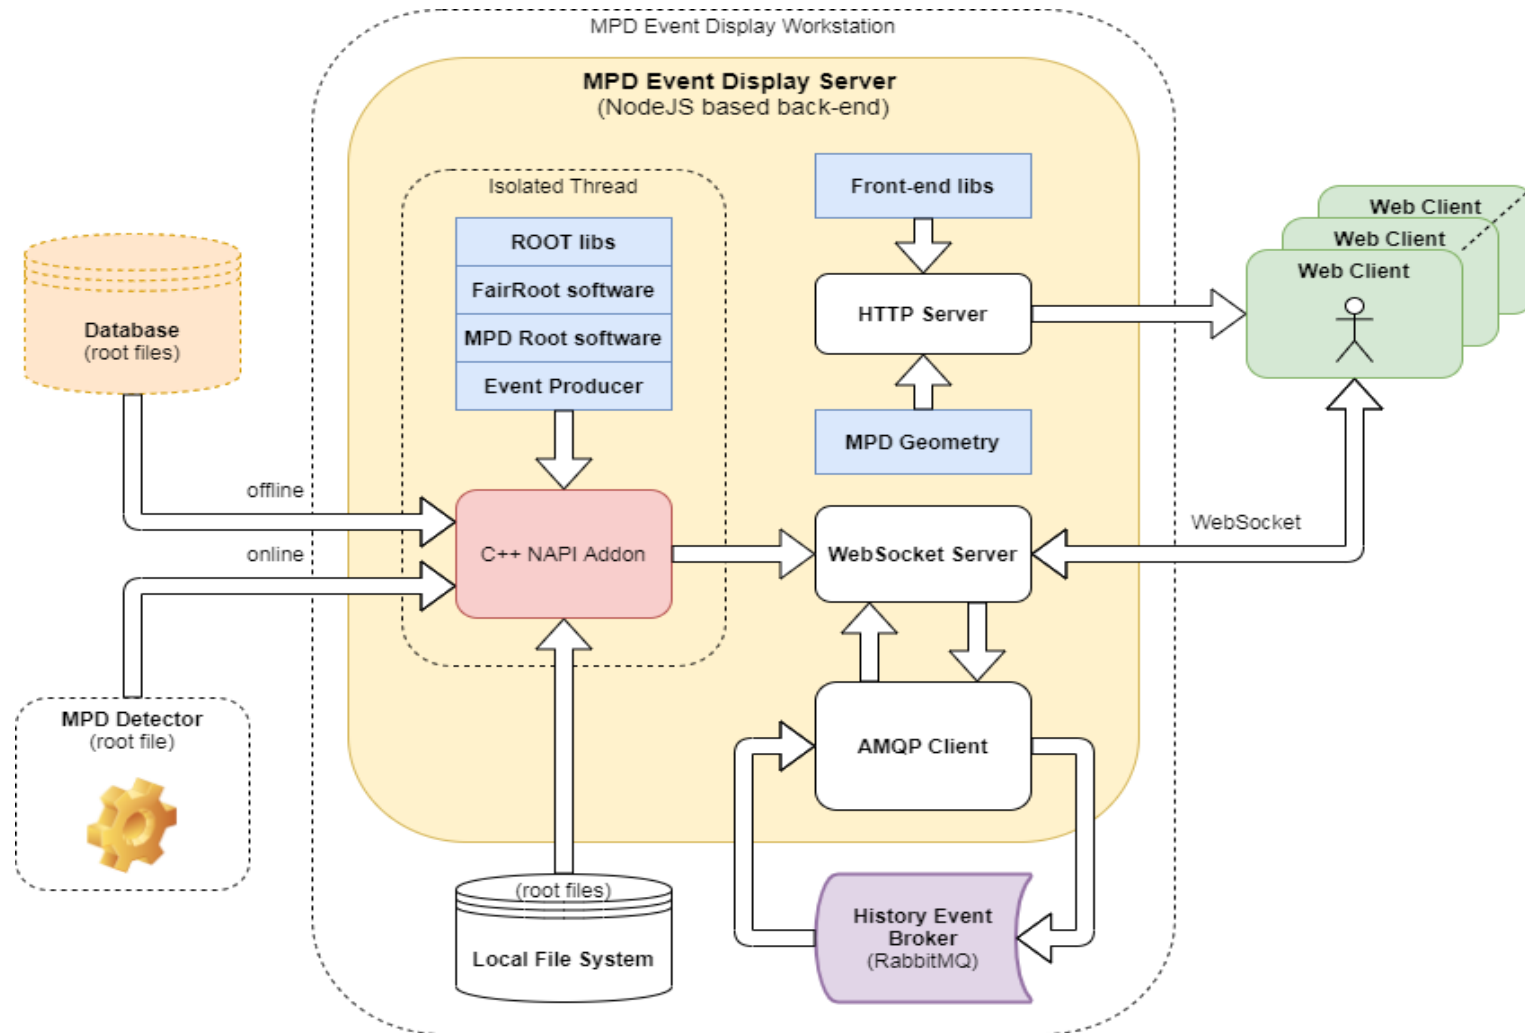 MPD Event Display Workstation
MPD Event Display Server
(NodeJS based back-end)
Isolated Thread
ROOT libs
FairRoot software
MPD Root software
Event Producer
Front-end libs
HTTP Server
MPD Geometry
Web Client
Web Client
Web Client
Database
(root files)
offline
online
C++ NAPI Addon
WebSocket Server
WebSocket
MPD Detector
(root file)
AMQP Client
(root files)
Local File System
History Event
Broker
(RabbitMQ)